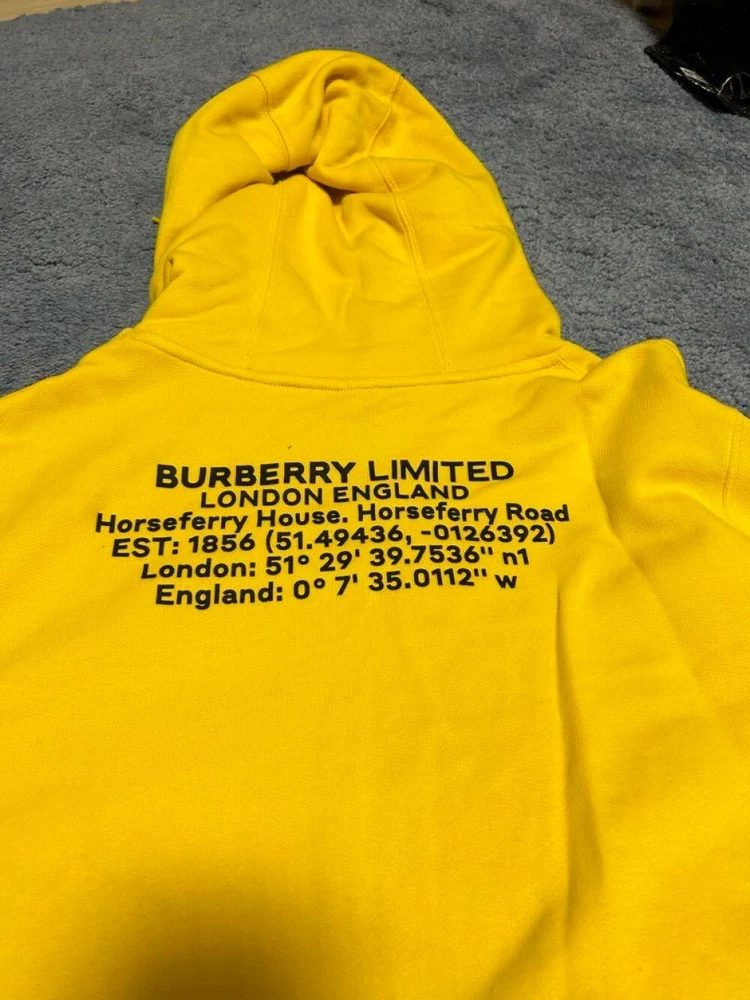 BURBERRY LIMITED
LONDON ENGLAND
Horseferry House. Horseferry Road
EST: 1856 (51.49436, -0126392)
London: 51° 29' 39.7536" n1
England: 0° 7' 35.0112" w